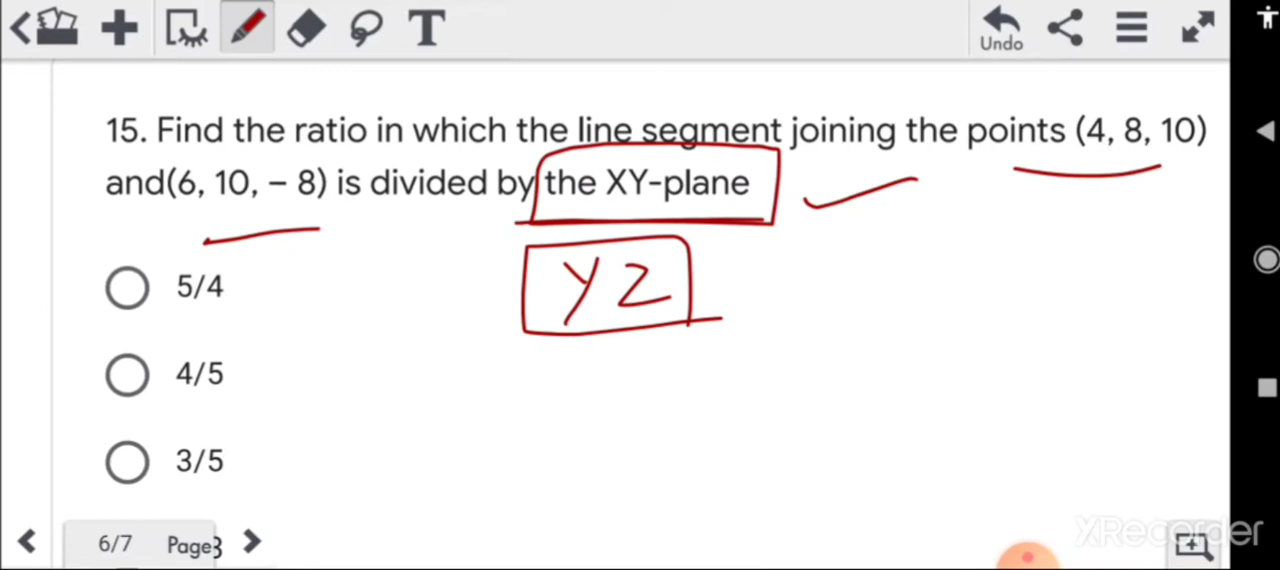 Undo
15. Find the ratio in which the line segment joining the points (4, 8, 10)
and(6, 10, – 8) is divided by the XY-plane
YZ
5/4
4/5
3/5
6/7 Page3
XRecorder